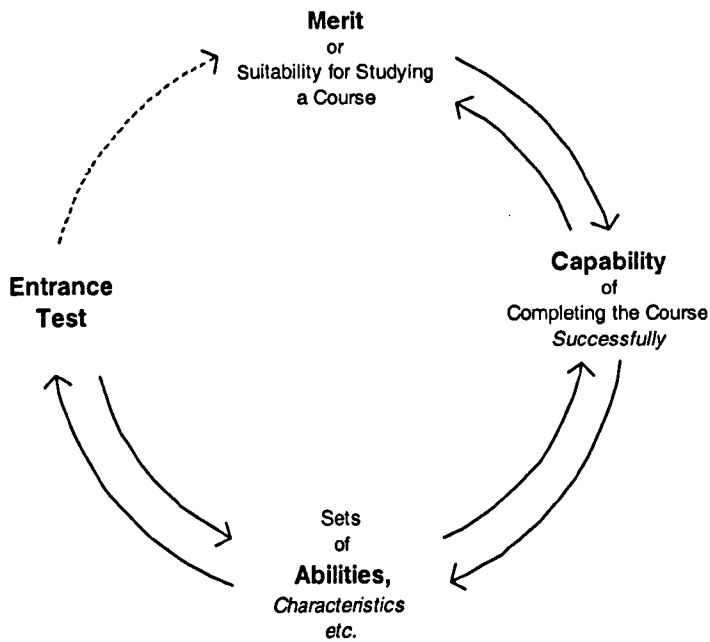 Merit
or
Suitability for Studying
a Course
Entrance
Test
Capability
of
Completing the Course
Successfully
Sets
of
Abilities,
Characteristics
etc.